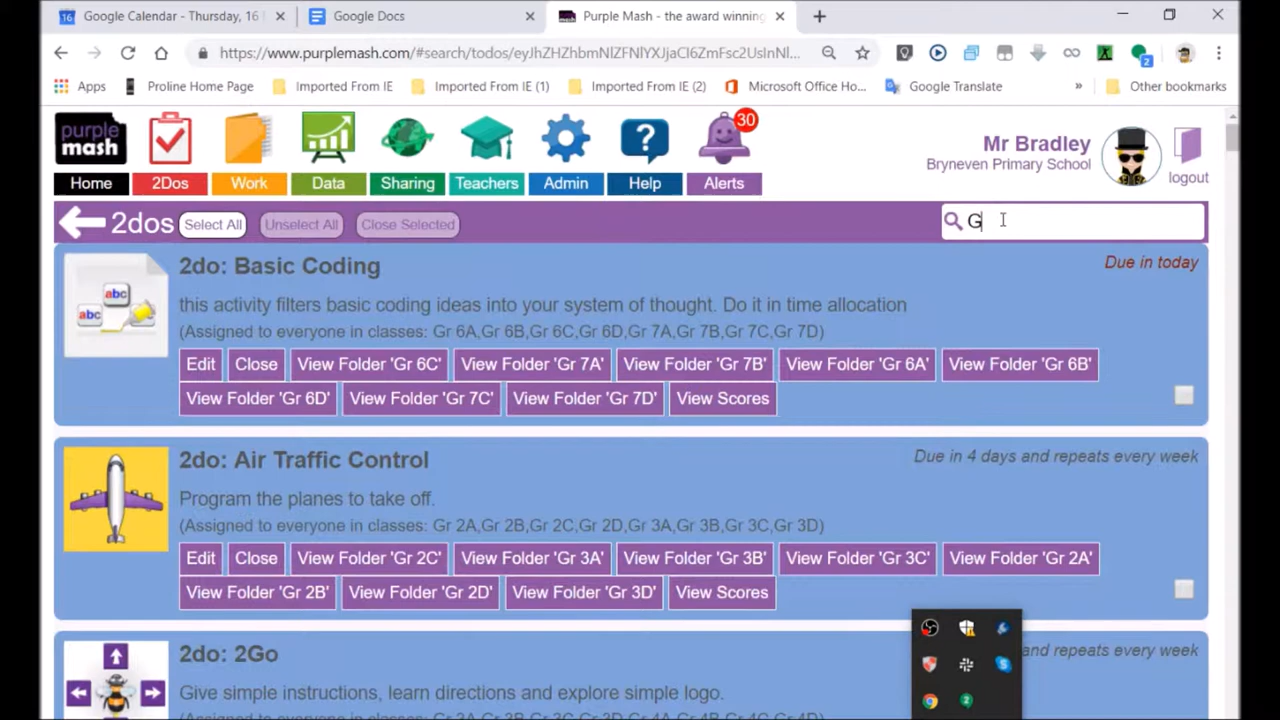 16
Google Calendar - Thursday, 16
Google Docs
Purple Mash - the award winning
https://www.purplemash.com/#search/todos/eyJhZHZhbmNlZFNlYXJjaCI6ZmFsc2UsInNl...
2
Apps
Proline Home Page
Imported From IE
Imported From IE (1)
Imported From IE (2)
Microsoft Office Ho...
Google Translate
»
Other bookmarks
purple
mash
30
Mr Bradley
Bryneven Primary School
logout
Home
2Dos
Work
Data
Sharing
Teachers
Admin
Help
Alerts
2dos
Select All
Unselect All
Close Selected
G
2do: Basic Coding
Due in today
abc
abc
this activity filters basic coding ideas into your system of thought. Do it in time allocation
(Assigned to everyone in classes: Gr 6A,Gr 6B,Gr 6C,Gr 6D,Gr 7A,Gr 7B,Gr 7C,Gr 7D)
Edit
Close
View Folder 'Gr 6C'
View Folder 'Gr 7A'
View Folder 'Gr 7B'
View Folder 'Gr 6A'
View Folder 'Gr 6B'
View Folder 'Gr 6D'
View Folder 'Gr 7C'
View Folder 'Gr 7D'
View Scores
2do: Air Traffic Control
Due in 4 days and repeats every week
Program the planes to take off.
(Assigned to everyone in classes: Gr 2A,Gr 2B,Gr 2C,Gr 2D,Gr 3A,Gr 3B,Gr 3C,Gr 3D)
Edit
Close
View Folder 'Gr 2C'
View Folder 'Gr 3A'
View Folder 'Gr 3B'
View Folder 'Gr 3C'
View Folder 'Gr 2A'
View Folder 'Gr 2B'
View Folder 'Gr 2D'
View Folder 'Gr 3D'
View Scores
2do: 2Go
and repeats every week
Give simple instructions, learn directions and explore simple logo.